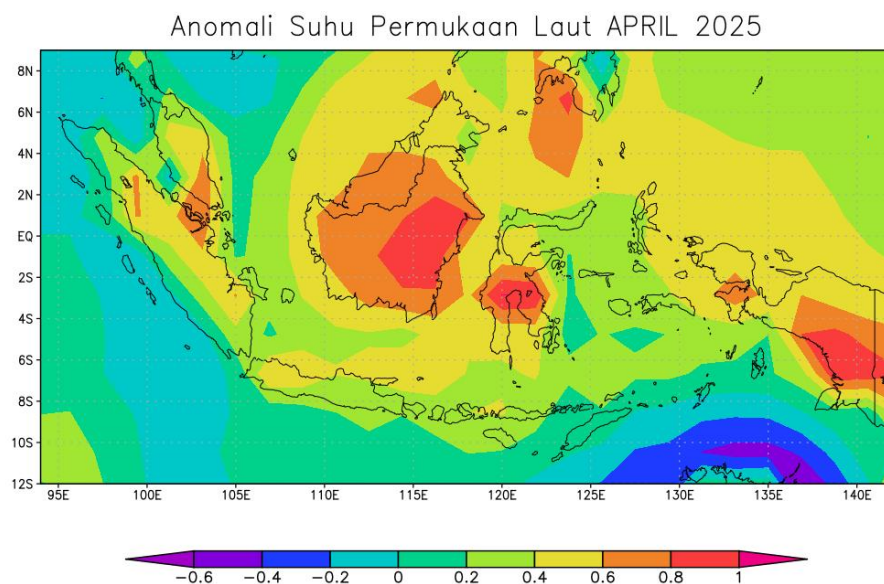 Anomali Suhu Permukaan Laut APRIL 2025
8N
6N
4N
2N
EQ
2S
4S
6S
8S
10S
12S
95E 100E 105E 110E 115E 120E 125E 130E 135E 140E
-0.6 -0.4 -0.2 0 0.2 0.4 0.6 0.8 1